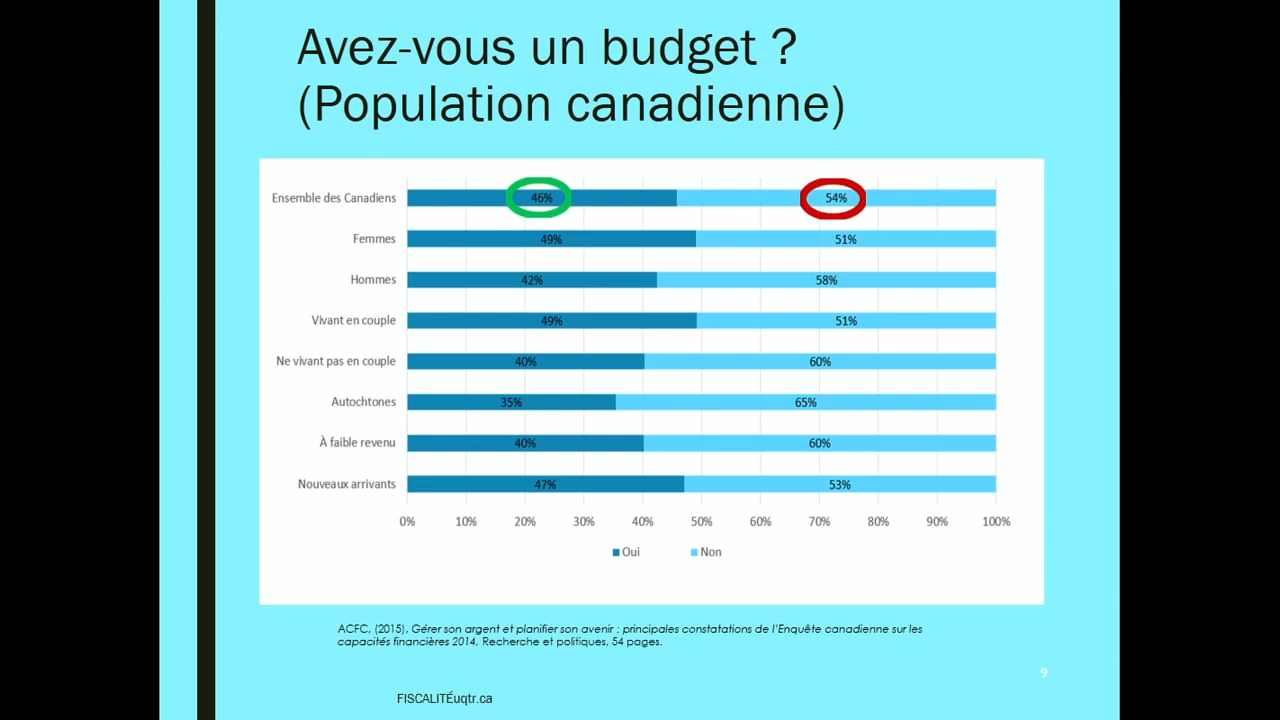 Avez-vous un budget ?
(Population canadienne)
Ensemble des Canadiens 46% 54%
Femmes 49% 51%
Hommes 42% 58%
Vivant en couple 49% 51%
Ne vivant pas en couple 40% 60%
Autochtones 35% 65%
À faible revenu 40% 60%
Nouveaux arrivants 47% 53%
0% 10% 20% 30% 40% 50% 60% 70% 80% 90% 100%
Oui Non
ACFC, (2015), Gérer son argent et planifier son avenir : principales constatations de l'Enquête canadienne sur les
capacités financières 2014, Recherche et politiques, 54 pages.
9
FISCALITÉuqtr.ca